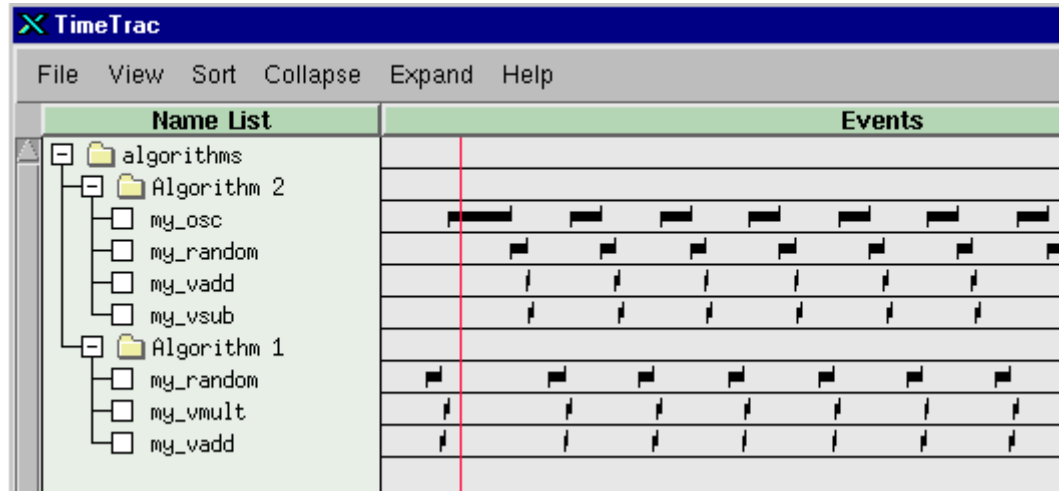 TimeTrac
File View Sort Collapse Expand Help
Name List Events
algorithms
Algorithm 2
my_osc
my_random
my_vadd
my_vsub
Algorithm 1
my_random
my_vmult
my_vadd